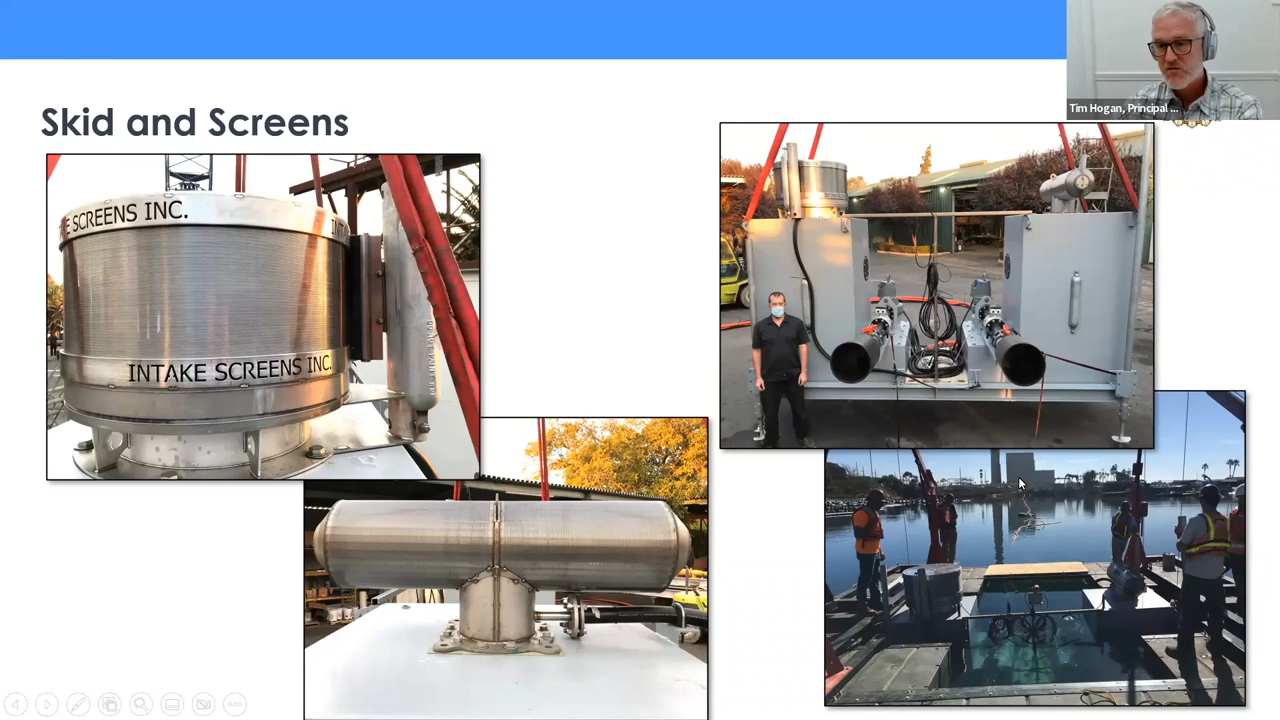 Tim Hogan, Principal ...
Skid and Screens
E SCREENS INC.
INTAKE SCREENS INC.